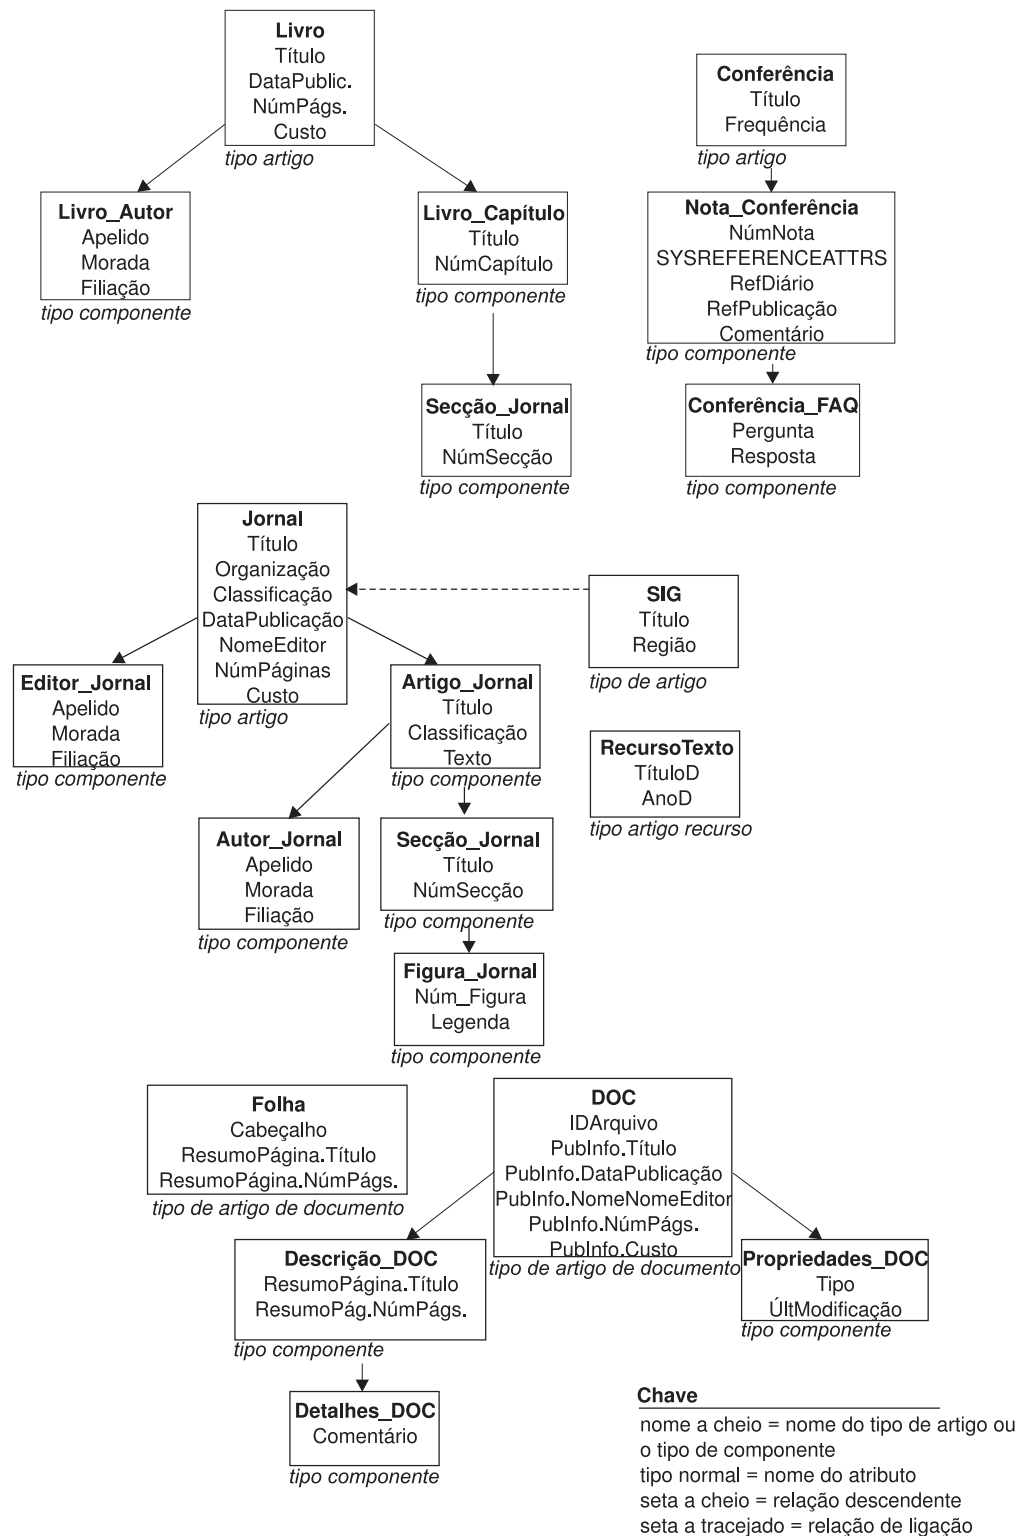 Livro
Título
DataPublic.
NúmPágs.
Custo
tipo artigo
Conferência
Título
Frequência
tipo artigo
Livro_Autor
Apelido
Morada
Filiação
tipo componente
Livro_Capítulo
Título
NúmCapítulo
tipo componente
Nota_Conferência
NúmNota
SYSREFERENCEATTRS
RefDiário
RefPublicação
Comentário
tipo componente
Secção_Jornal
Título
NúmSecção
tipo componente
Conferência_FAQ
Pergunta
Resposta
tipo componente
Jornal
Título
Organização
Classificação
DataPublicação
NomeEditor
NúmPáginas
Custo
tipo artigo
SIG
Título
Região
tipo de artigo
Editor_Jornal
Apelido
Morada
Filiação
tipo componente
Artigo_Jornal
Título
Classificação
Texto
tipo componente
RecursoTexto
TítuloD
AnoD
tipo artigo recurso
Autor_Jornal
Apelido
Morada
Filiação
tipo componente
Secção_Jornal
Título
NúmSecção
tipo componente
Figura_Jornal
Núm_Figura
Legenda
tipo componente
Folha
Cabeçalho
ResumoPágina.Título
ResumoPágina.NúmPágs.
tipo de artigo de documento
DOC
IDArquivo
PubInfo.Título
PubInfo.DataPublicação
PubInfo.NomeNomeEditor
PubInfo.NúmPágs.
PubInfo.Custo
tipo de artigo de documento
Descrição_DOC
ResumoPágina.Título
ResumoPág.NúmPágs.
tipo componente
Propriedades_DOC
Tipo
ÚltModificação
tipo componente
Detalhes_DOC
Comentário
tipo componente
Chave
nome a cheio = nome do tipo de artigo ou
o tipo de componente
tipo normal = nome do atributo
seta a cheio = relação descendente
seta a tracejado = relação de ligação